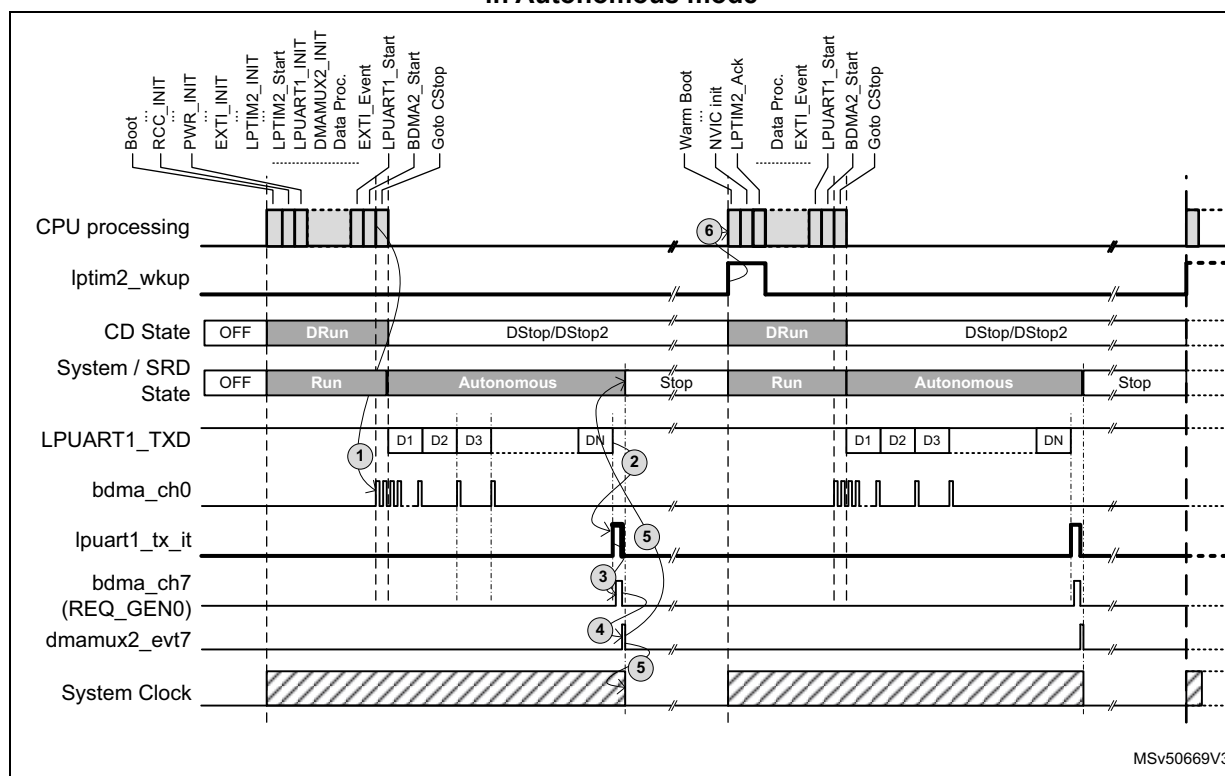 in Autonomous mode
Boot
...
RCC_INIT
...
PWR_INIT
...
EXTI_INIT
...
LPTIM2_INIT
...
LPTIM2_Start
LPUART1_INIT
DMAMUX2_INIT
Data Proc.
EXTI_Event
LPUART1_Start
BDMA2_Start
Goto CStop
Warm Boot
...
NVIC init
LPTIM2_Ack
Data Proc.
EXTI_Event
LPUART1_Start
BDMA2_Start
Goto CStop
CPU processing
6
lptim2_wkup
CD State OFF DRun DStop/DStop2 DRun DStop/DStop2
System / SRD
State OFF Run Autonomous Stop Run Autonomous Stop
LPUART1_TXD D1 D2 D3 DN D1 D2 D3 DN
1 2
bdma_ch0
lpuart1_tx_it 5
bdma_ch7 3
(REQ_GEN0)
dmamux2_evt7 4
5
System Clock
MSv50669V3